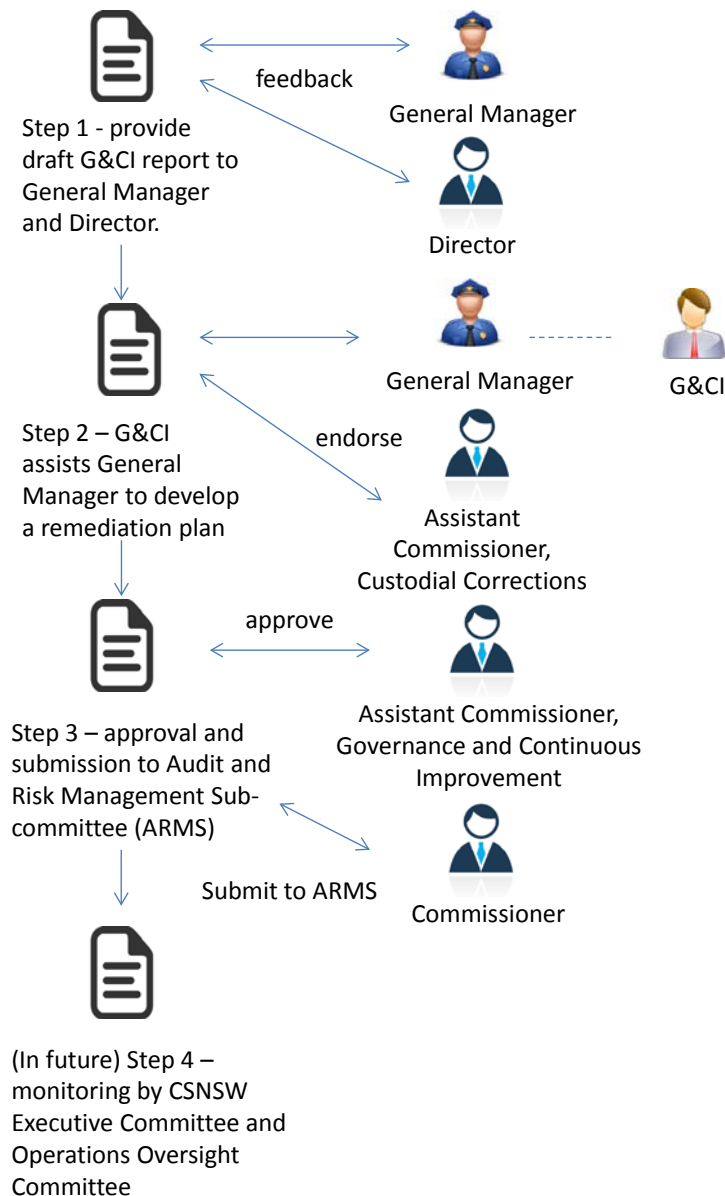 feedback
General Manager
Step 1 - provide
draft G&CI report to
General Manager
and Director.
Director
General Manager
G&CI
Step 2 – G&CI
assists General
Manager to develop
a remediation plan
endorse
Assistant
Commissioner,
Custodial Corrections
approve
Step 3 – approval and
submission to Audit and
Risk Management Sub-
committee (ARMS)
Assistant Commissioner,
Governance and Continuous
Improvement
Submit to ARMS
Commissioner
(In future) Step 4 –
monitoring by CSNSW
Executive Committee and
Operations Oversight
Committee